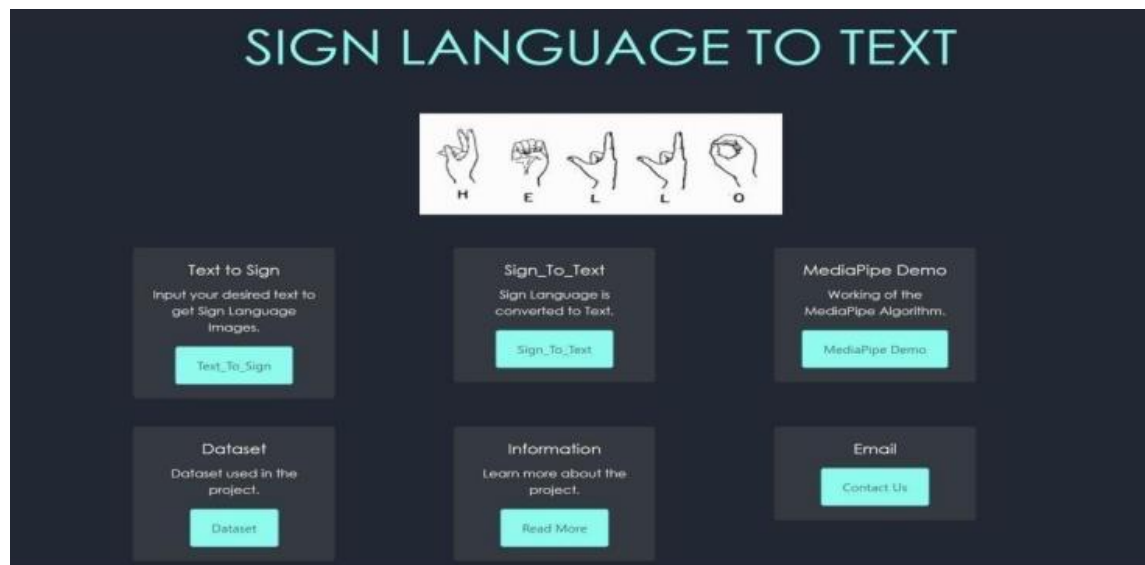 SIGN LANGUAGE TO TEXT
H E L L O
Text to Sign
Input your desired text to
get Sign Language
Images.
Text_To_Sign
Sign_To_Text
Sign Language is
converted to Text.
Sign_To_Text
MediaPipe Demo
Working of the
MediaPipe Algorithm.
MediaPipe Demo
Dataset
Dataset used in the
project.
Dataset
Information
Learn more about the
project.
Read More
Email
Contact Us